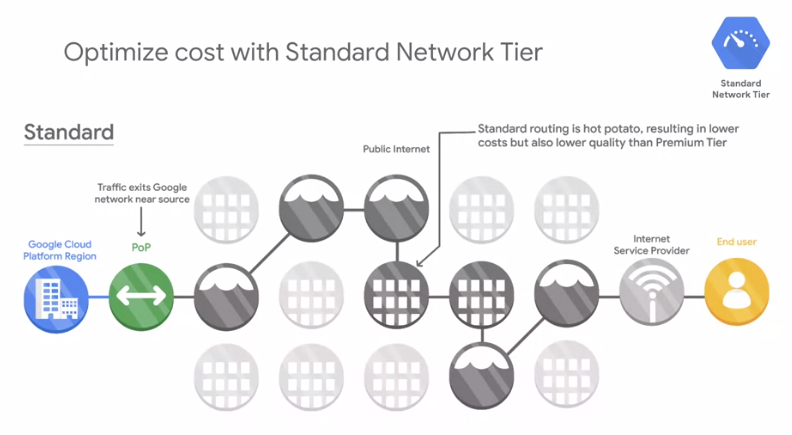 Optimize cost with Standard Network Tier
Standard
Network Tier
Standard
Public Internet
Standard routing is hot potato, resulting in lower
costs but also lower quality than Premium Tier
Traffic exits Google
network near source
Google Cloud
Platform Region
PoP
Internet
Service Provider
End user